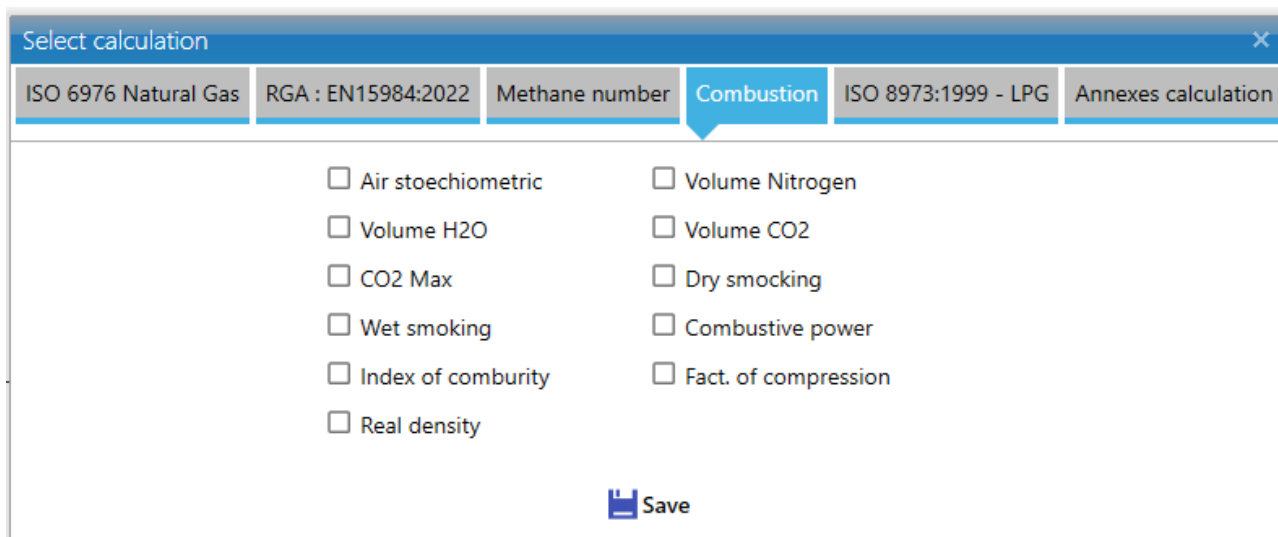 Select calculation
ISO 6976 Natural Gas RGA : EN15984:2022 Methane number Combustion ISO 8973:1999 - LPG Annexes calculation
Air stoechiometric Volume Nitrogen
Volume H2O Volume CO2
CO2 Max Dry smocking
Wet smoking Combustive power
Index of comburity Fact. of compression
Real density
Save